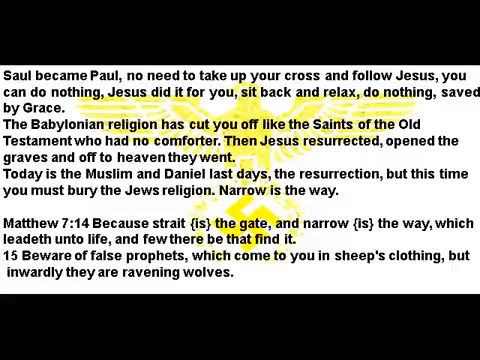 Saul became Paul, no need to take up your cross and follow Jesus, you
can do nothing, Jesus did it for you, sit back and relax, do nothing, saved
by Grace.
The Babylonian religion has cut you off like the Saints of the Old
Testament who had no comforter. Then Jesus resurrected, opened the
graves and off to heaven they went.
Today is the Muslim and Daniel last days, the resurrection, but this time
you must bury the Jews religion. Narrow is the way.
Matthew 7:14 Because strait {is} the gate, and narrow {is} the way, which
leadeth unto life, and few there be that find it.
15 Beware of false prophets, which come to you in sheep's clothing, but
inwardly they are ravening wolves.